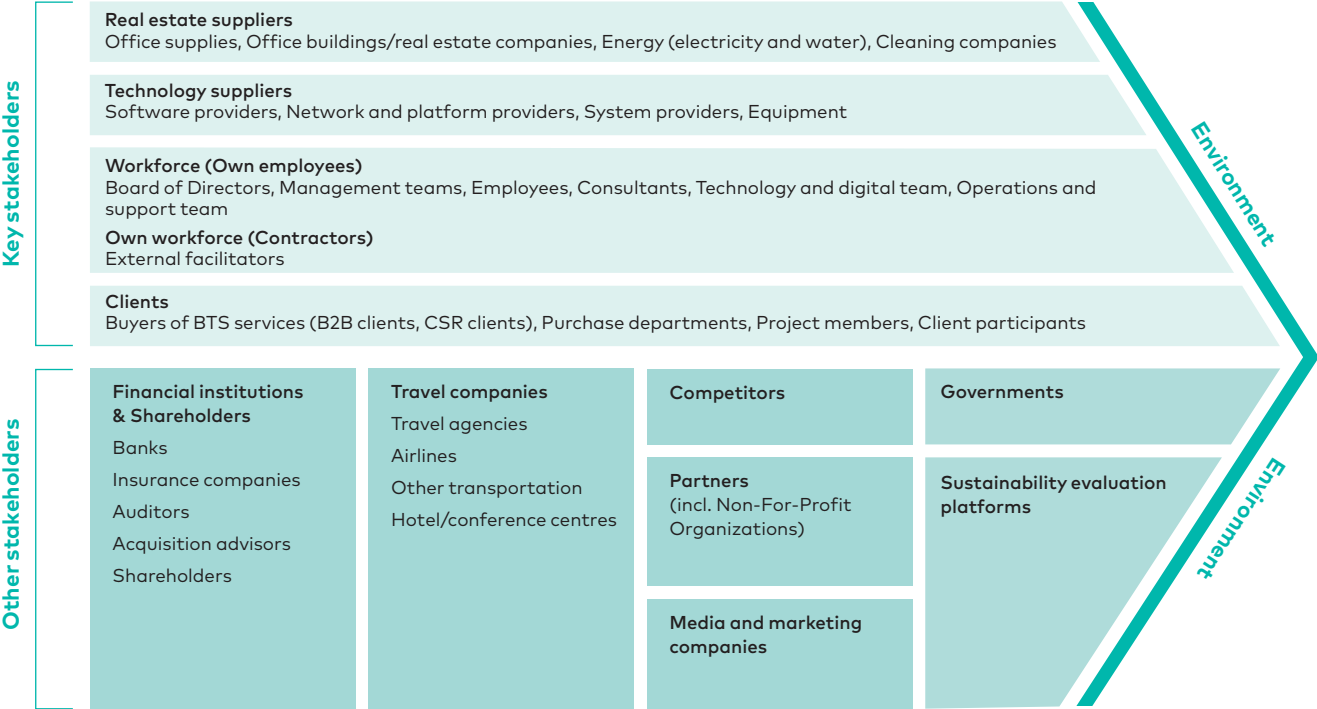 Key stakeholders
Real estate suppliers
Office supplies, Office buildings/real estate companies, Energy (electricity and water), Cleaning companies
Technology suppliers
Software providers, Network and platform providers, System providers, Equipment
Workforce (Own employees)
Board of Directors, Management teams, Employees, Consultants, Technology and digital team, Operations and
support team
Own workforce (Contractors)
External facilitators
Clients
Buyers of BTS services (B2B clients, CSR clients), Purchase departments, Project members, Client participants
Environment
Other stakeholders
Financial institutions
& Shareholders
Banks
Insurance companies
Auditors
Acquisition advisors
Shareholders
Travel companies
Travel agencies
Airlines
Other transportation
Hotel/conference centres
Competitors
Partners
(incl. Non-For-Profit
Organizations)
Media and marketing
companies
Governments
Sustainability evaluation
platforms
Environment